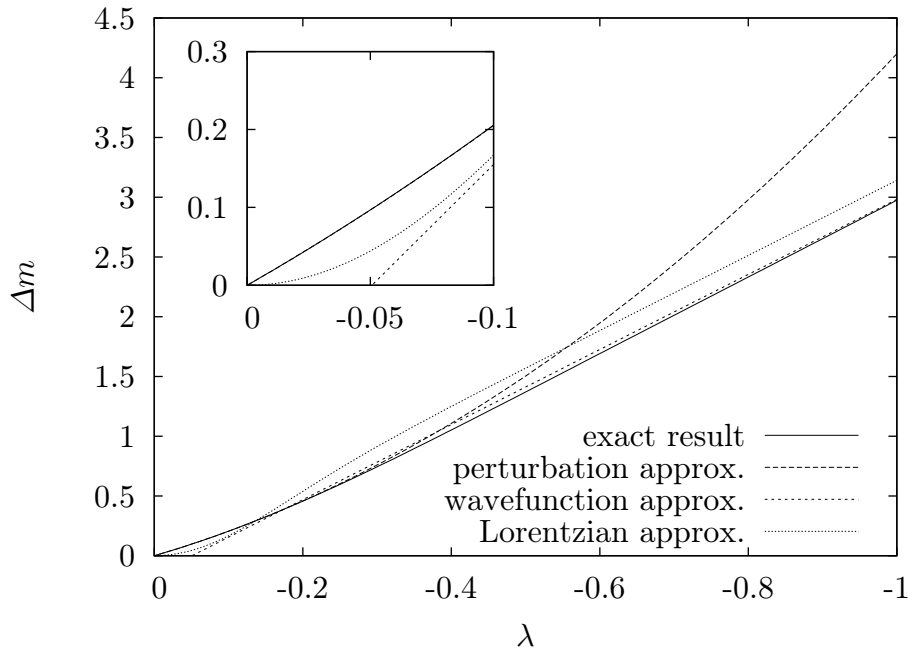 4.5
4
3.5
3
2.5
2
1.5
1
0.5
0
Δm
0.3
0.2
0.1
0
0 -0.05 -0.1
exact result
perturbation approx.
wavefunction approx.
Lorentzian approx.
0 -0.2 -0.4 -0.6 -0.8 -1
λ